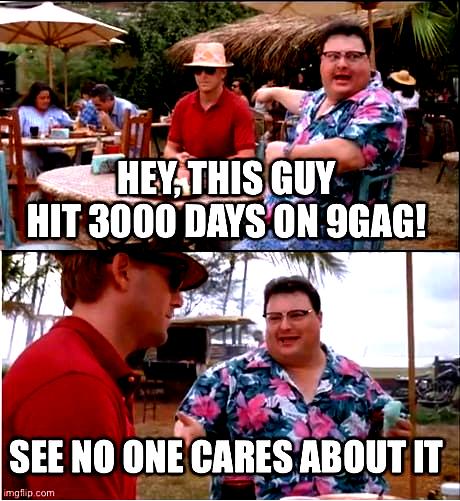 HEY, THIS GUY
HIT 3000 DAYS ON 9GAG!
SEE NO ONE CARES ABOUT IT
imgflip.com